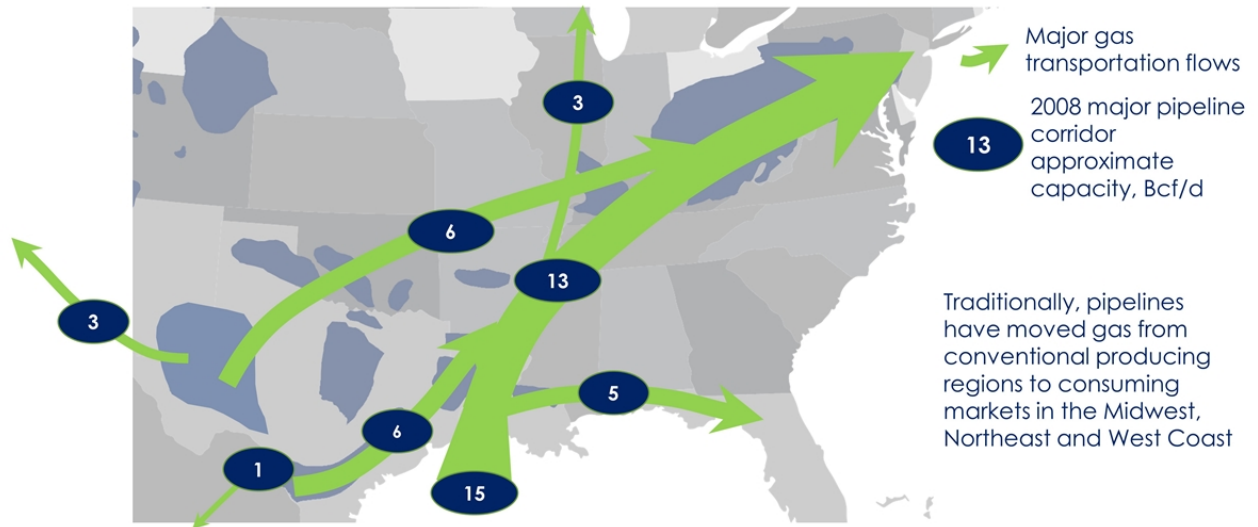 Major gas
transportation flows
13
2008 major pipeline
corridor
approximate
capacity, Bcf/d
3
6
13
3
5
6
1
15
Traditionally, pipelines
have moved gas from
conventional producing
regions to consuming
markets in the Midwest,
Northeast and West Coast